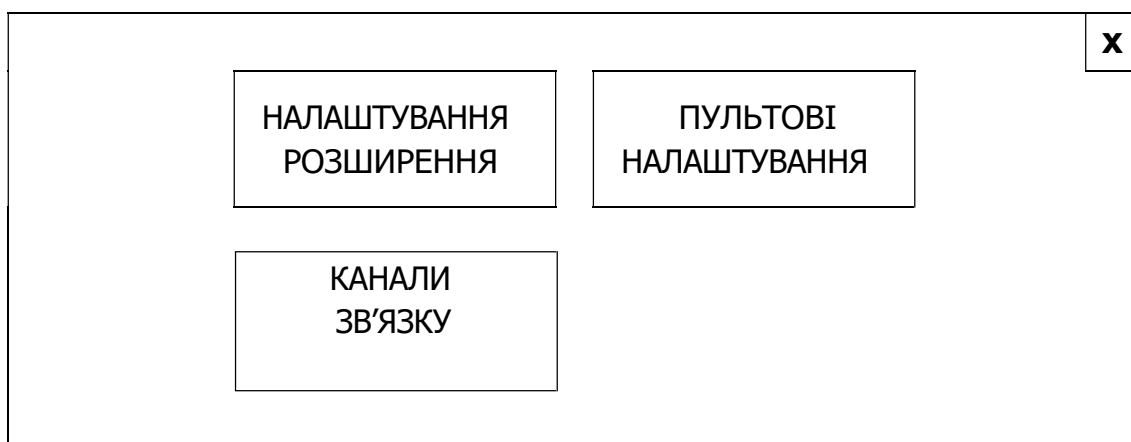 X
НАЛАШТУВАННЯ
РОЗШИРЕННЯ
ПУЛЬТОВІ
НАЛАШТУВАННЯ
КАНАЛИ
ЗВ’ЯЗКУ